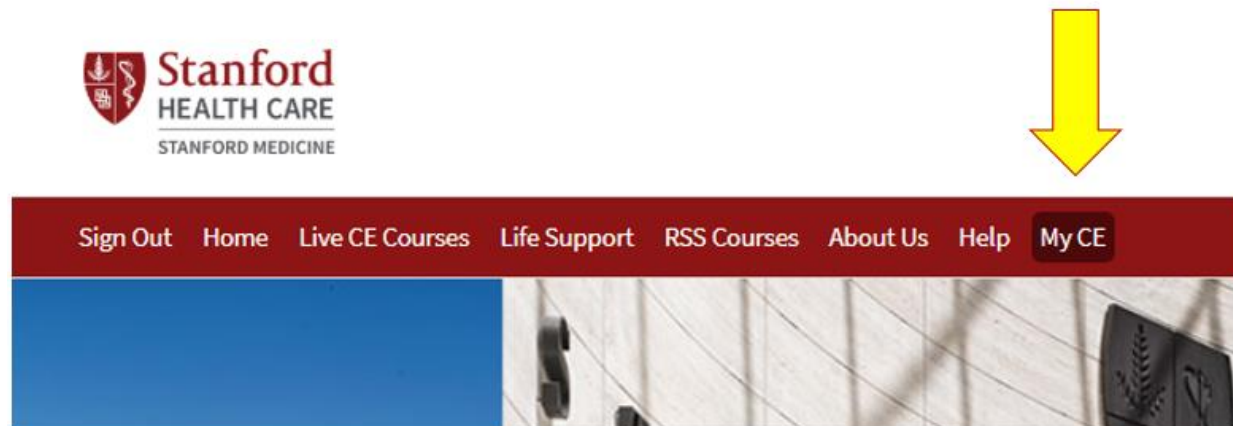 Stanford
HEALTH CARE
STANFORD MEDICINE
Sign Out Home Live CE Courses Life Support RSS Courses About Us Help My CE